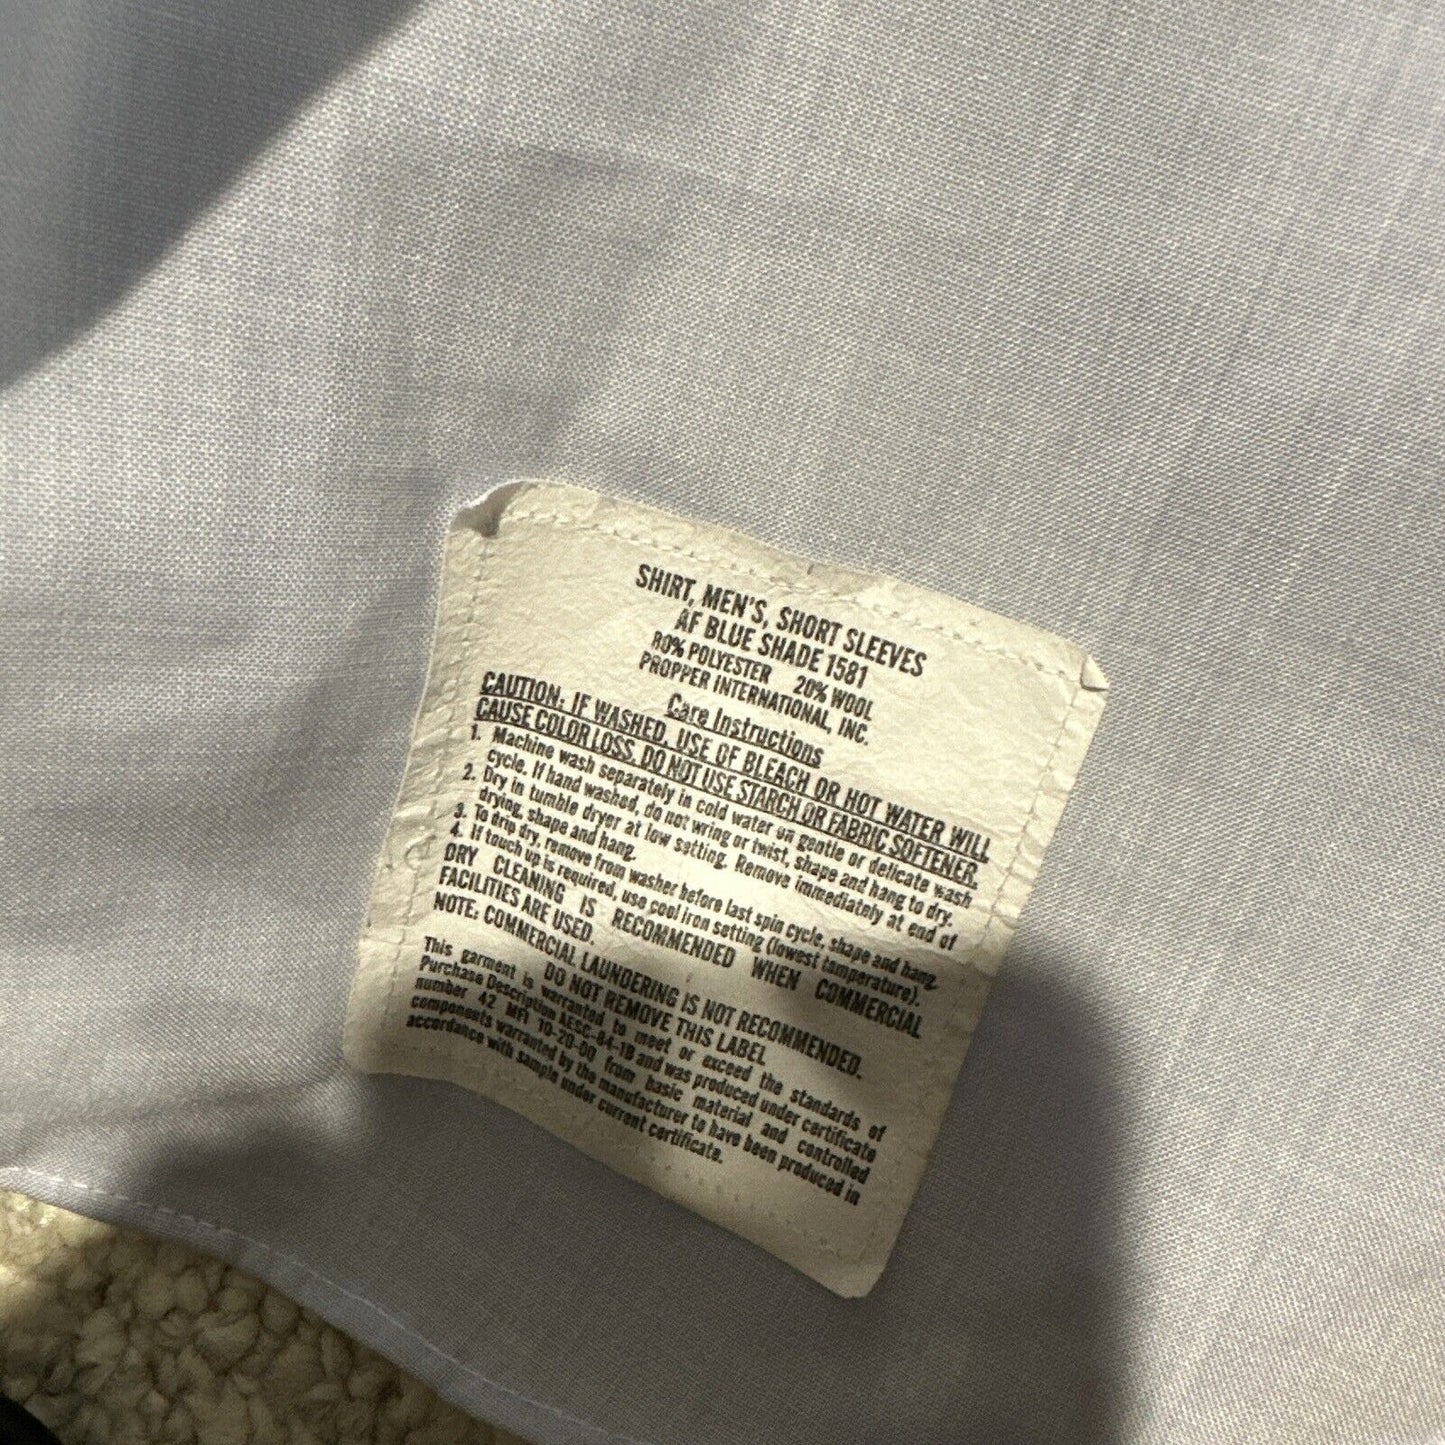 SHIRT, MEN'S, SHORT SLEEVES
AF BLUE SHADE 1581
80% POLYESTER 20% WOOL
PROPPER INTERNATIONAL, INC.
Care Instructions
CAUTION: IF WASHED, USE OF BLEACH OR HOT WATER WILL
CAUSE COLOR LOSS. DO NOT USE STARCH OR FABRIC SOFTENER.
1. Machine wash separately in cold water on gentle or delicate wash
cycle. If hand washed, do not wring or twist, shape and hang to dry.
2. Dry in tumble dryer at low setting. Remove immediately at end of
drying, shape and hang.
3. To drip dry, remove from washer before last spin cycle, shape and hang.
4. If touch up is required, use cool iron setting (lowest temperature).
DRY CLEANING IS RECOMMENDED WHEN COMMERCIAL
FACILITIES ARE USED.
NOTE: COMMERCIAL LAUNDERING IS NOT RECOMMENDED.
DO NOT REMOVE THIS LABEL
This garment is warranted to meet or exceed the standards of
Purchase Description AESC-84-1B and was produced under certificate
number 42 MFI 10-20-00 from basic material and controlled
components warranted by the manufacturer to have been produced in
accordance with sample under current certificate.